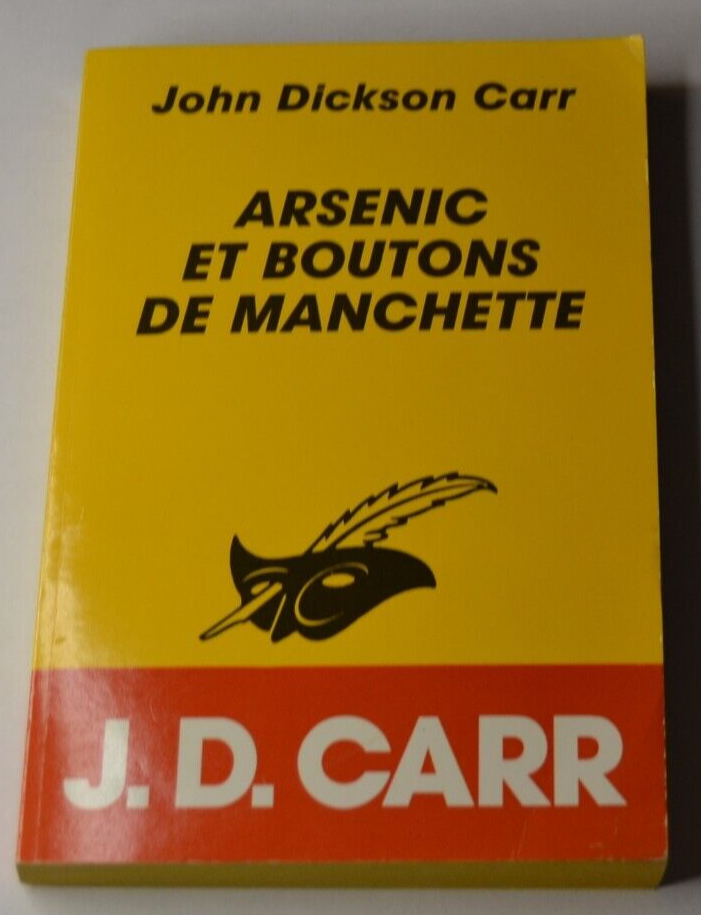 John Dickson Carr
ARSENIC
ET BOUTONS
DE MANCHETTE
J. D. CARR